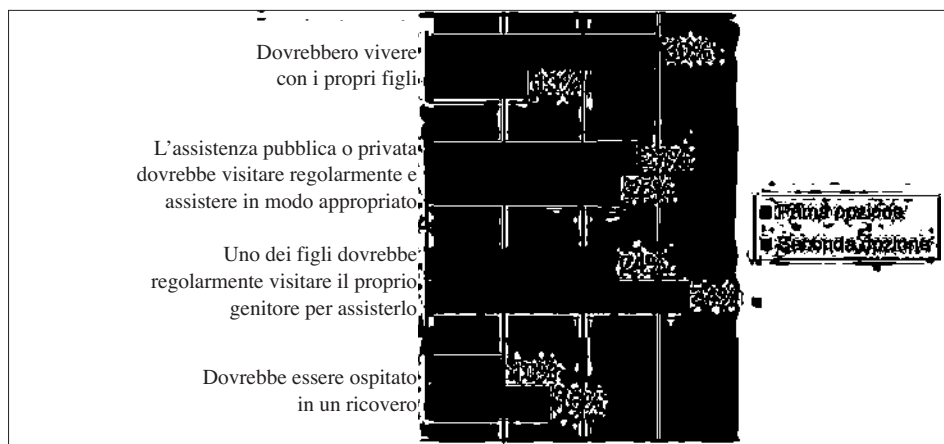 Dovrebbero vivere
con i propri figli
30%
L’assistenza pubblica o privata
dovrebbe visitare regolarmente e
assistere in modo appropriato
Uno dei figli dovrebbe
regolarmente visitare il proprio
genitore per assisterlo
Dovrebbe essere ospitato
in un ricovero
Prima opzione
Seconda opzione